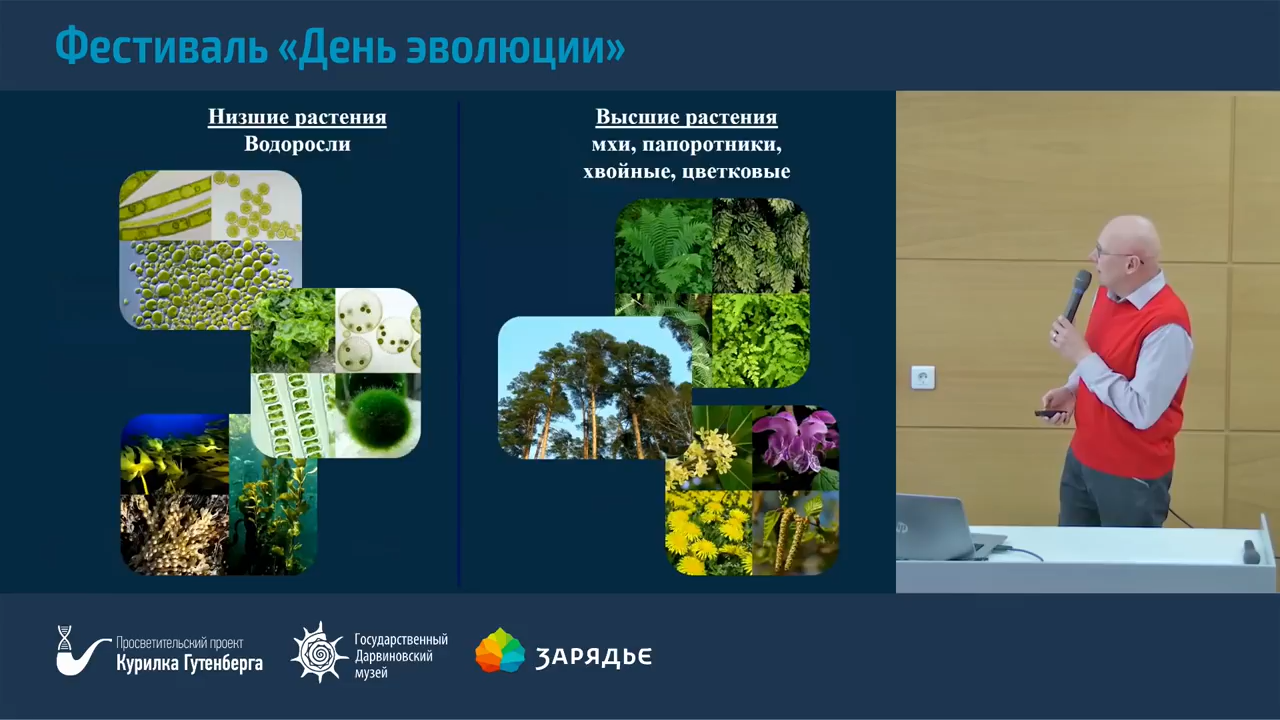 Фестиваль «День эволюции»
Низшие растения
Водоросли
Высшие растения
мхи, папоротники,
хвойные, цветковые
Просветительский проект
Курилка Гутенберга
Государственный
Дарвиновский
музей
ЗАРЯДЬЕ